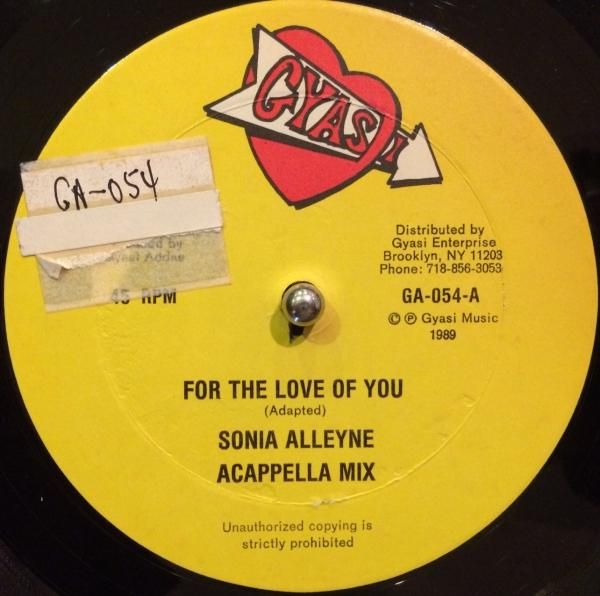 GYASI
GA-054
45 RPM
Distributed by
Gyasi Enterprise
Brooklyn, NY 11203
Phone: 718-856-3053
GA-054-A
© ℗ Gyasi Music
1989
FOR THE LOVE OF YOU
(Adapted)
SONIA ALLEYNE
ACAPPELLA MIX
Unauthorized copying is
strictly prohibited